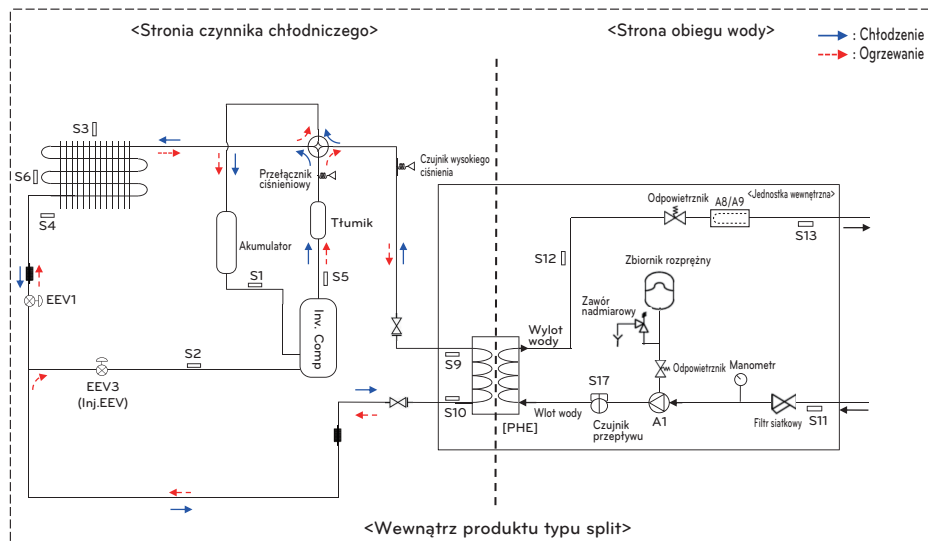 <Stronia czynnika chłodniczego>
<Strona obiegu wody>
: Chłodzenie
: Ogrzewanie
S3
S6
S4
EEV1
EEV3
(Inj.EEV)
S2
S1
Akumulator
Przełącznik
ciśnieniowy
Tłumik
S5
Inv. Comp
Czujnik wysokiego
ciśnienia
<Jednostka wewnętrzna>
Odpowietrznik
A8/A9
S13
S12
Zbiornik rozprężny
Zawór
nadmiarowy
Wylot
wody
S9
S10
[PHE]
Wlot wody
S17
Czujnik
przepływu
Odpowietrznik
Manometr
A1
Filtr siatkowy
S11
<Wewnątrz produktu typu split>